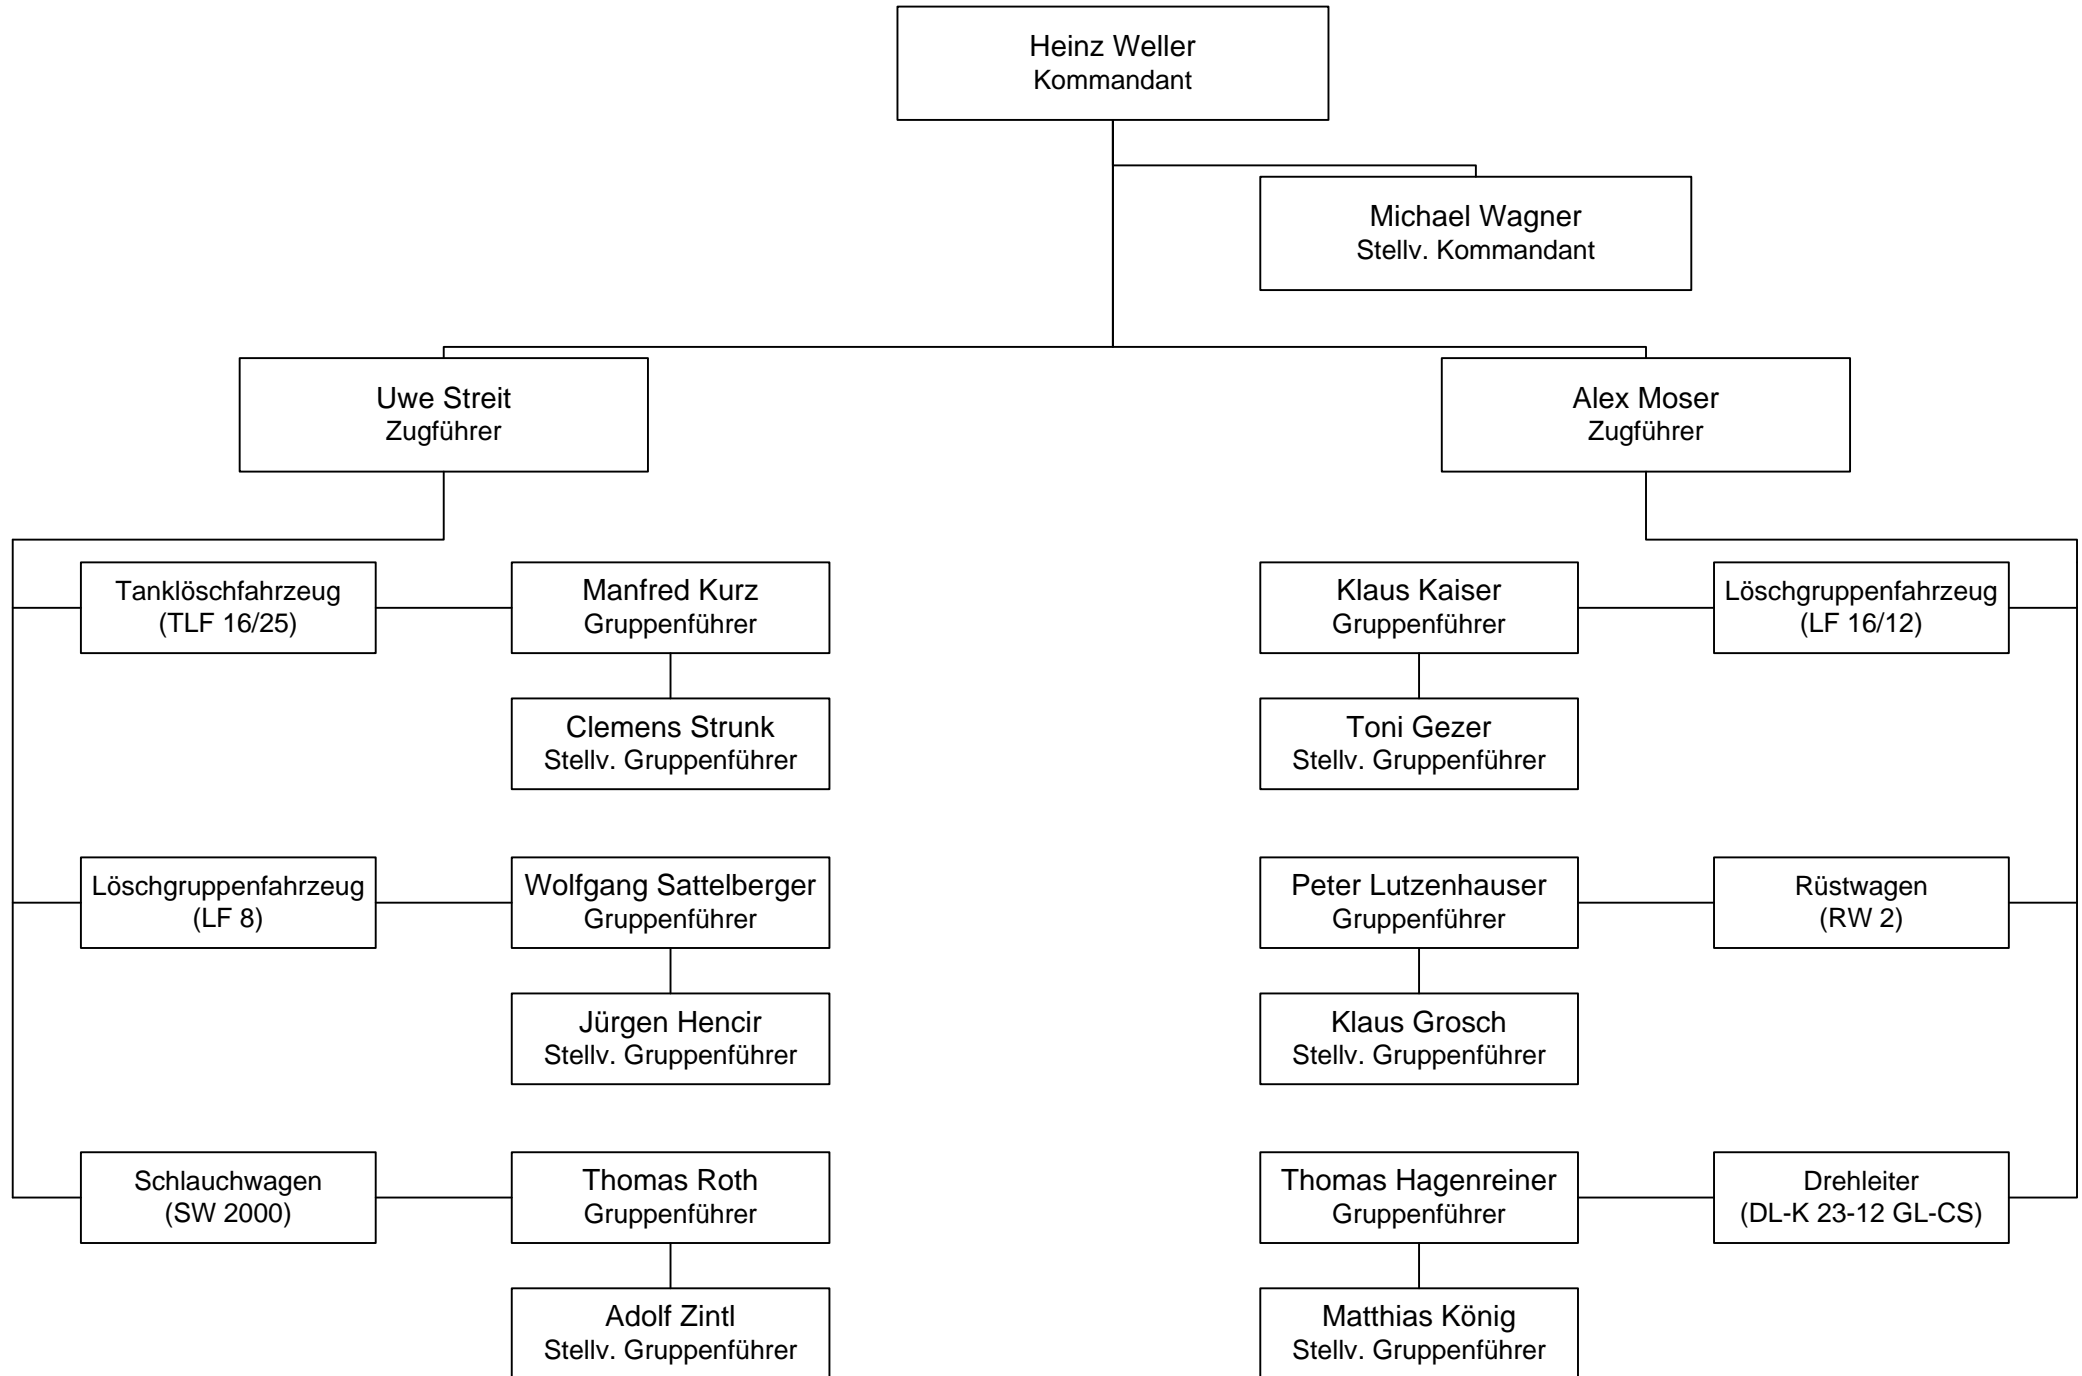 Heinz Weller
Kommandant
Michael Wagner
Stellv. Kommandant
Uwe Streit
Zugführer
Alex Moser
Zugführer
Tanklöschfahrzeug
(TLF 16/25)
Manfred Kurz
Gruppenführer
Klaus Kaiser
Gruppenführer
Löschgruppenfahrzeug
(LF 16/12)
Clemens Strunk
Stellv. Gruppenführer
Toni Gezer
Stellv. Gruppenführer
Löschgruppenfahrzeug
(LF 8)
Wolfgang Sattelberger
Gruppenführer
Peter Lutzenhauser
Gruppenführer
Rüstwagen
(RW 2)
Jürgen Hencir
Stellv. Gruppenführer
Klaus Grosch
Stellv. Gruppenführer
Schlauchwagen
(SW 2000)
Thomas Roth
Gruppenführer
Thomas Hagenreiner
Gruppenführer
Drehleiter
(DL-K 23-12 GL-CS)
Adolf Zintl
Stellv. Gruppenführer
Matthias König
Stellv. Gruppenführer